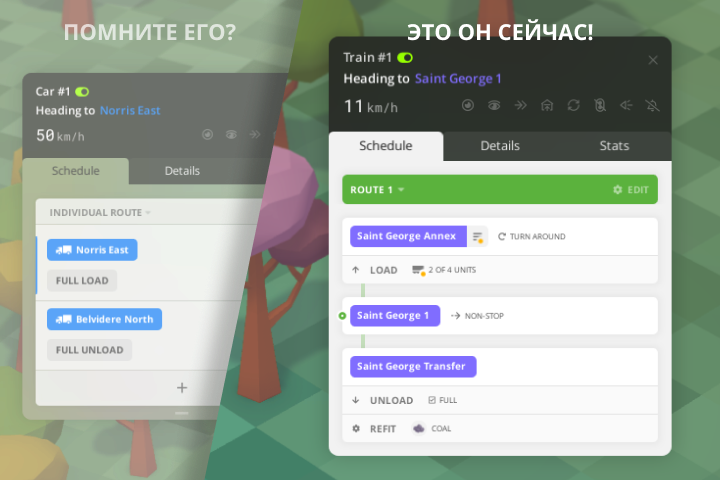 ПОМНИТЕ ЕГО?
Car #1
Heading to Norris East
50 km/h
Schedule
Details
INDIVIDUAL ROUTE
Norris East
FULL LOAD
Belvidere North
FULL UNLOAD
+
ЭТО ОН СЕЙЧАС!
Train #1
Heading to Saint George 1
11 km/h
Schedule
Details
Stats
ROUTE 1
EDIT
Saint George Annex
TURN AROUND
LOAD
2 OF 4 UNITS
Saint George 1
NON-STOP
Saint George Transfer
UNLOAD
FULL
REFIT
COAL